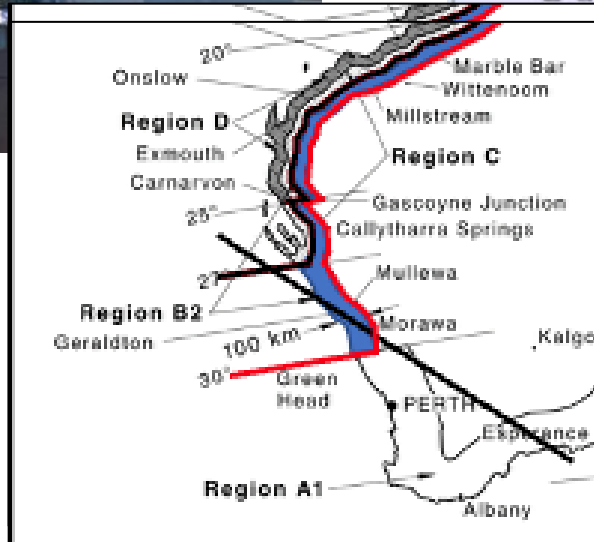 20°
Marble Bar
Onslow
Wittenoom
Region D
Millstream
Exmouth
Region C
Carnarvon
Gascoyne Junction
25°
Callytharra Springs
27°
Mullewa
Region B2
Morawa
Geraldton
100 km
Kalgo
30°
Green
Head
PERTH
Esperance
Region A1
Albany